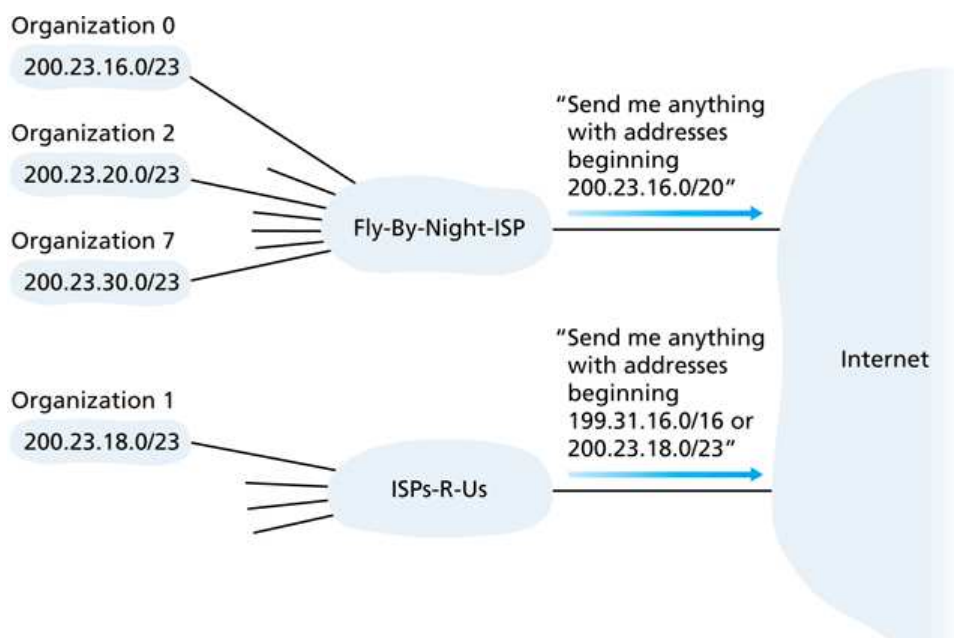 Organization 0
200.23.16.0/23
Organization 2
200.23.20.0/23
Organization 7
200.23.30.0/23
Fly-By-Night-ISP
“Send me anything
with addresses
beginning
200.23.16.0/20”
Organization 1
200.23.18.0/23
ISPs-R-Us
“Send me anything
with addresses
beginning
199.31.16.0/16 or
200.23.18.0/23”
Internet